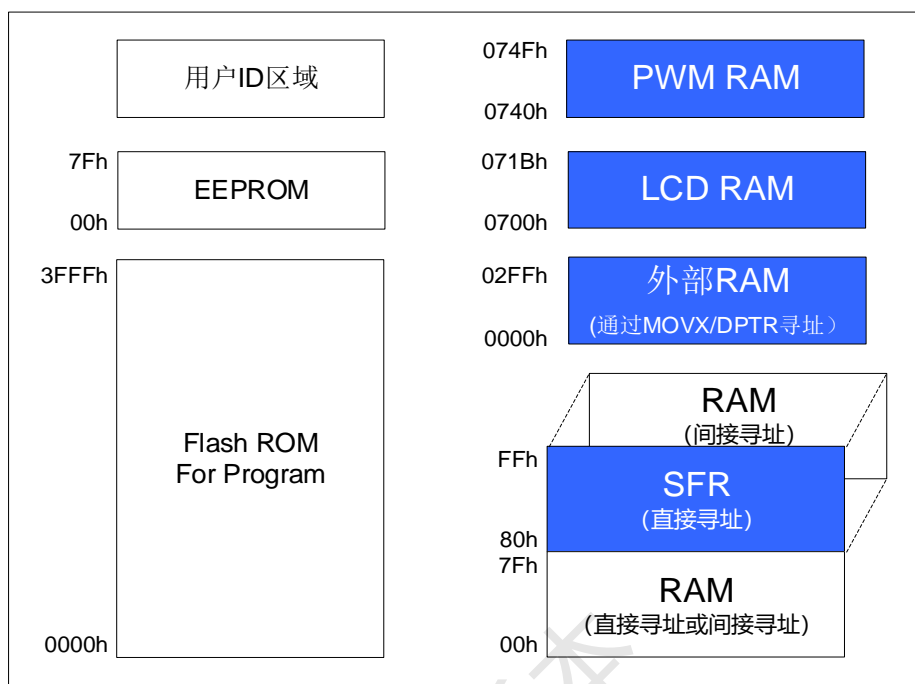 用户ID区域
7Fh
EEPROM
00h
3FFFh
Flash ROM
For Program
0000h
074Fh
PWM RAM
0740h
071Bh
LCD RAM
0700h
02FFh
外部RAM
(通过MOVX/DPTR寻址）
0000h
RAM
(间接寻址)
FFh
SFR
(直接寻址)
80h
7Fh
RAM
(直接寻址或间接寻址)
00h
本